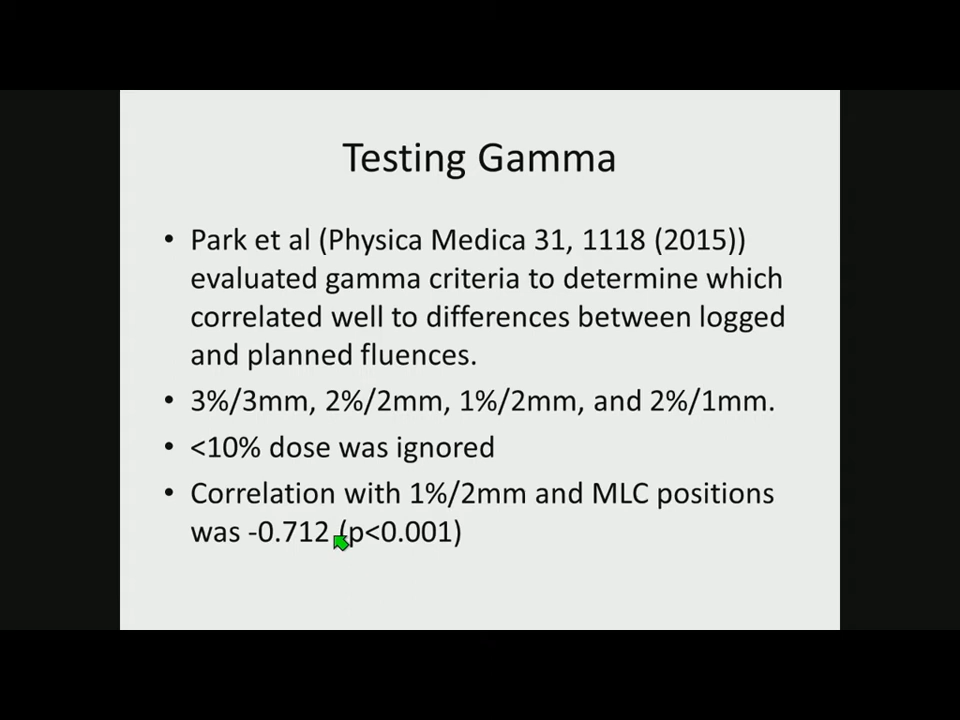 Testing Gamma
• Park et al (Physica Medica 31, 1118 (2015))
evaluated gamma criteria to determine which
correlated well to differences between logged
and planned fluences.
• 3%/3mm, 2%/2mm, 1%/2mm, and 2%/1mm.
• <10% dose was ignored
• Correlation with 1%/2mm and MLC positions
was -0.712 (p<0.001)